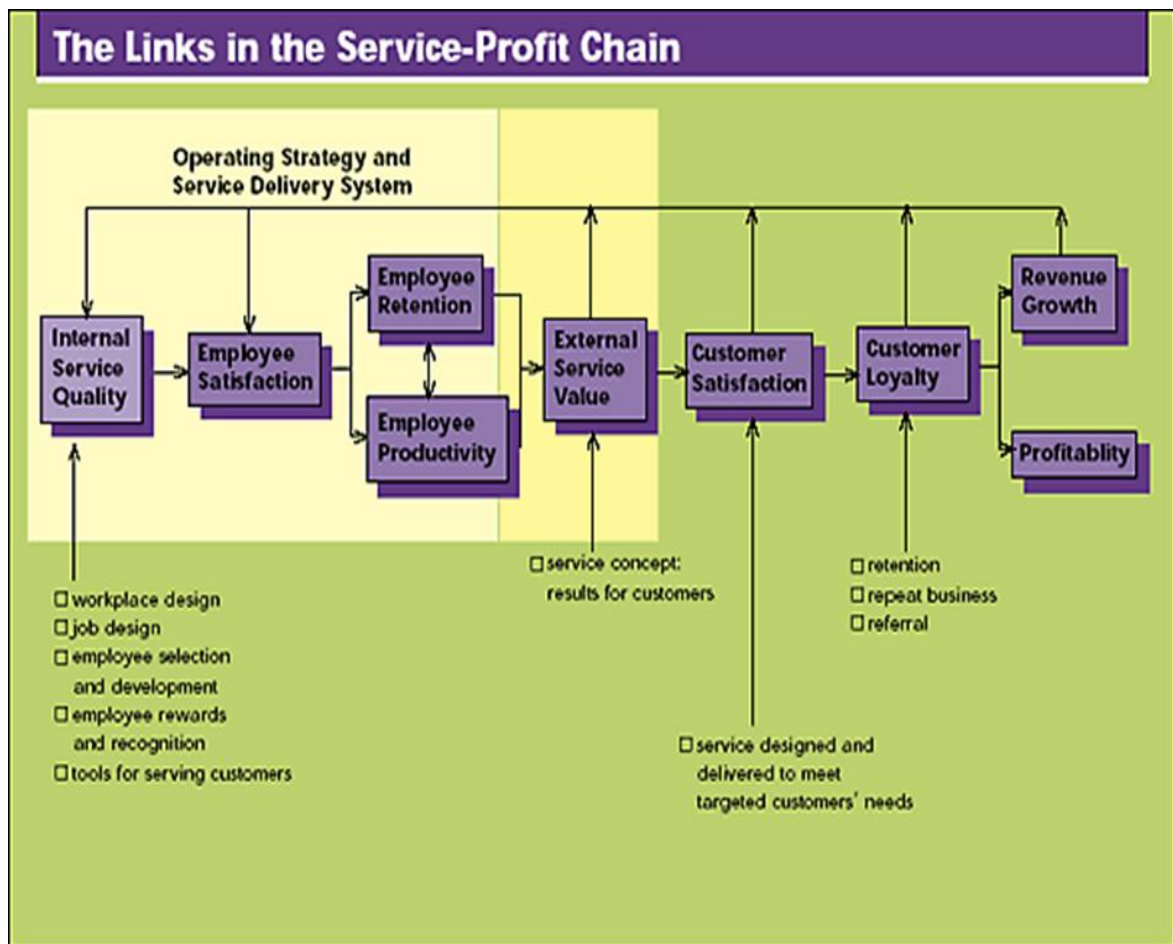 The Links in the Service-Profit Chain
Operating Strategy and
Service Delivery System
Internal
Service
Quality
Employee
Satisfaction
Employee
Retention
Employee
Productivity
External
Service
Value
Customer
Satisfaction
Customer
Loyalty
Revenue
Growth
Profitablity
☐ workplace design
☐ job design
☐ employee selection
and development
☐ employee rewards
and recognition
☐ tools for serving customers
☐ service concept:
results for customers
☐ service designed and
delivered to meet
targeted customers' needs
☐ retention
☐ repeat business
☐ referral